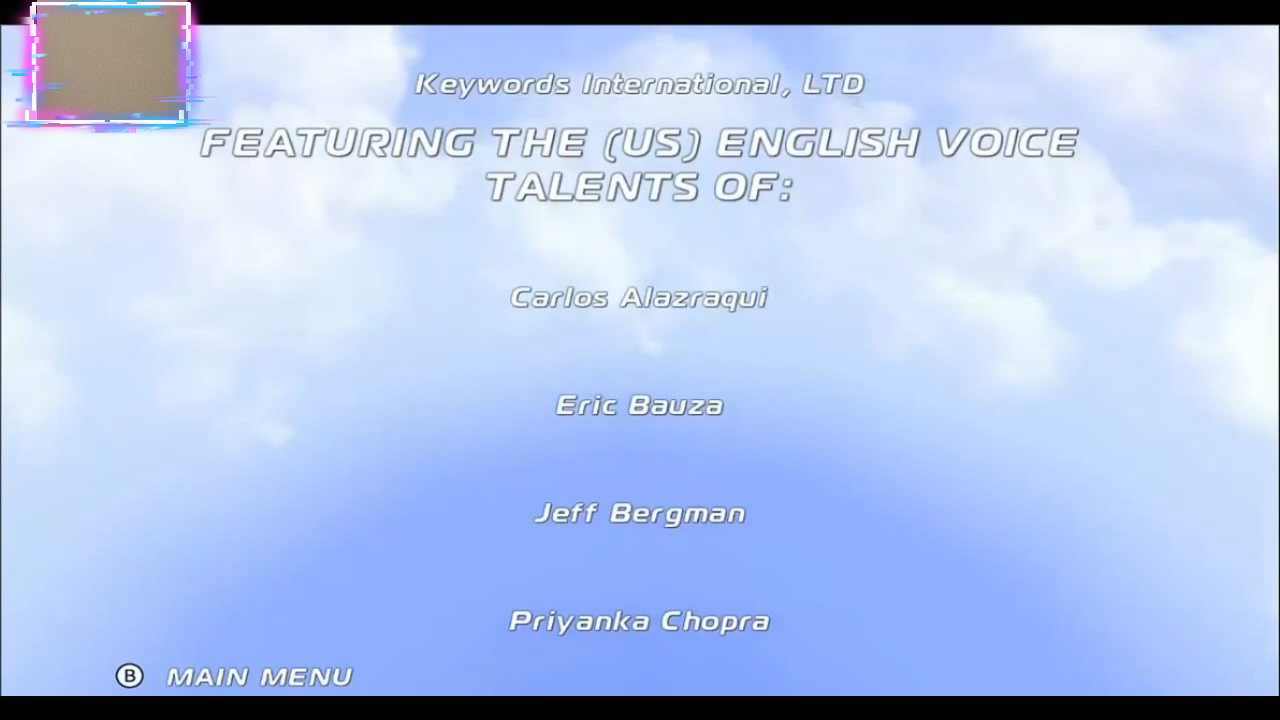 Keywords International, LTD
FEATURING THE (US) ENGLISH VOICE
TALENTS OF:
Carlos Alazraqui
Eric Bauza
Jeff Bergman
Priyanka Chopra
B MAIN MENU